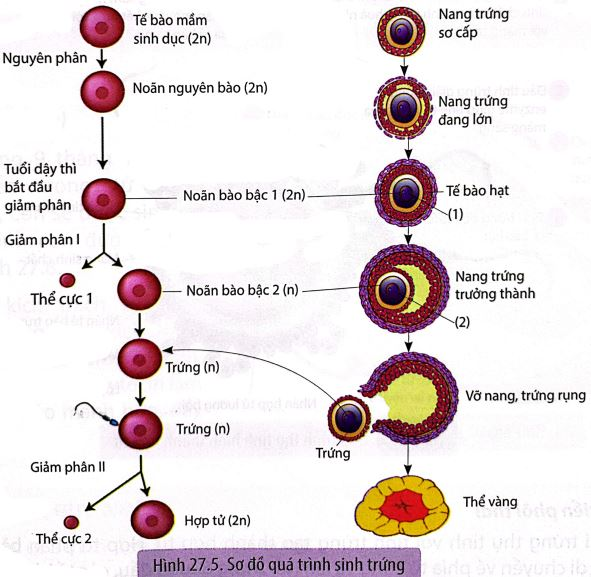 Tế bào mầm
sinh dục (2n)
Nguyên phân
Noãn nguyên bào (2n)
Tuổi dậy thì
bắt đầu
giảm phân
Noãn bào bậc 1 (2n)
Giảm phân I
Thể cực 1
Noãn bào bậc 2 (n)
Trứng (n)
Trứng (n)
Giảm phân II
Thể cực 2
Hợp tử (2n)
Nang trứng
sơ cấp
Nang trứng
đang lớn
Tế bào hạt
(1)
Nang trứng
trưởng thành
(2)
Vỡ nang, trứng rụng
Trứng
Thể vàng
Hình 27.5. Sơ đồ quá trình sinh trứng